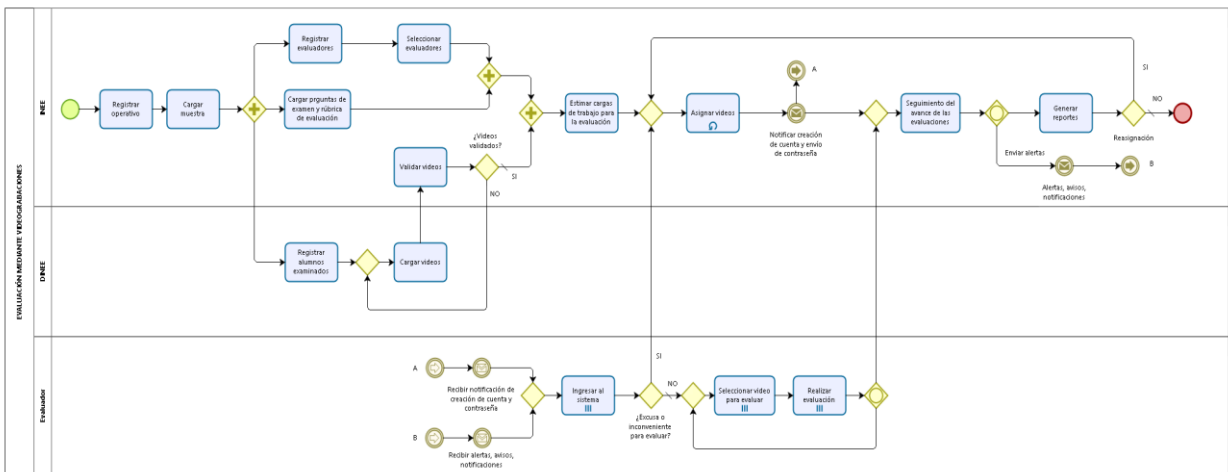 EVALUACIÓN MEDIANTE VIDEOGRABACIONES
INEE
Registrar
operativo
Cargar
muestra
Registrar
evaluadores
Seleccionar
evaluadores
Cargar prguntas de
examen y rúbrica
de evaluación
¿Videos
validados?
SI
NO
Validar videos
Estimar cargas
de trabajo para
la evaluación
Asignar videos
A
Notificar creación
de cuenta y envío
de contraseña
Seguimiento del
avance de las
evaluaciones
Enviar alertas
Generar
reportes
SI
NO
Reasignación
B
Alertas, avisos,
notificaciones
DINEE
Registrar
alumnos
examinados
Cargar videos
Evaluador
A
Recibir notificación de
creación de cuenta y
contraseña
B
Recibir alertas, avisos,
notificaciones
Ingresar al
sistema
SI
NO
¿Excusa o
inconveniente
para evaluar?
Seleccionar video
para evaluar
Realizar
evaluación